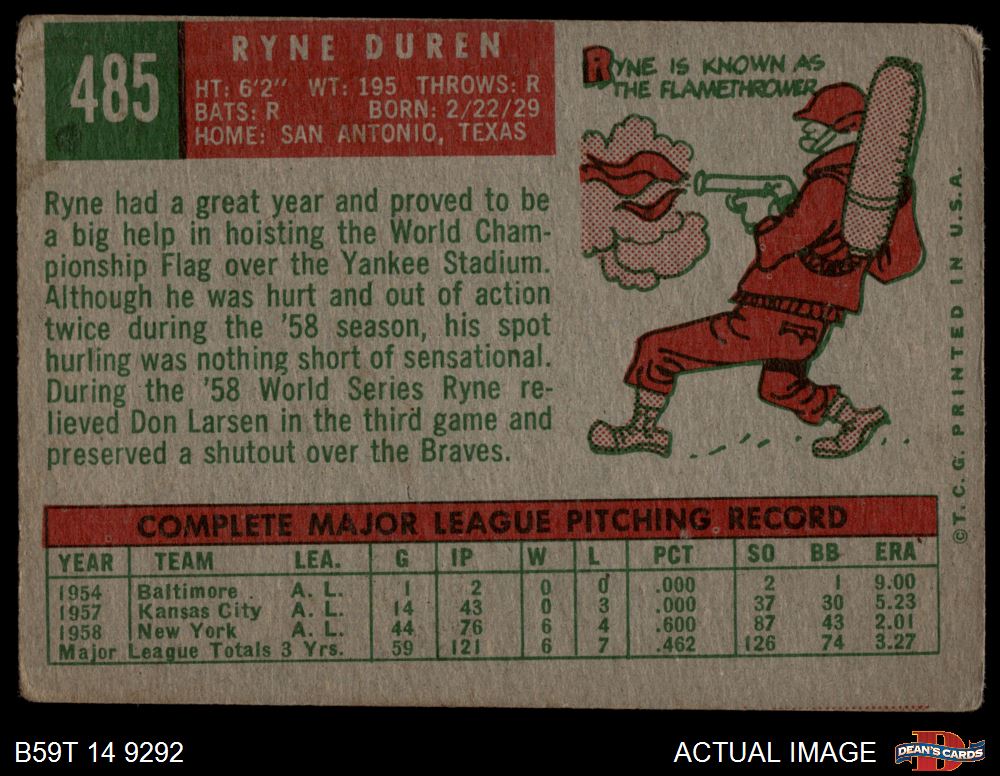 485
RYNE DUREN
HT: 6'2" WT: 195 THROWS: R
BATS: R BORN: 2/22/29
HOME: SAN ANTONIO, TEXAS
RYNE IS KNOWN AS
THE FLAMETHROWER
Ryne had a great year and proved to be
a big help in hoisting the World Cham-
pionship Flag over the Yankee Stadium.
Although he was hurt and out of action
twice during the '58 season, his spot
hurling was nothing short of sensational.
During the '58 World Series Ryne re-
lieved Don Larsen in the third game and
preserved a shutout over the Braves.
©T. C. G. PRINTED IN U.S.A.
COMPLETE MAJOR LEAGUE PITCHING RECORD
YEAR TEAM LEA. G IP W L PCT SO BB ERA
1954 Baltimore A. L. 1 2 0 0 .000 2 1 9.00
1957 Kansas City A. L. 14 43 0 3 .000 37 30 5.23
1958 New York A. L. 44 76 6 4 .600 87 43 2.01
Major League Totals 3 Yrs. 59 121 6 7 .462 126 74 3.27
B59T 14 9292
ACTUAL IMAGE
D
DEAN'S CARDS